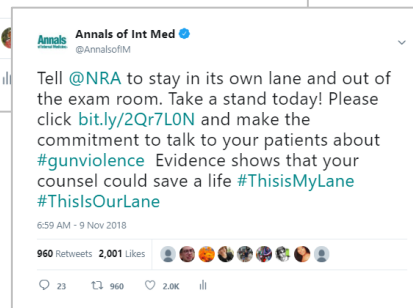 Annals of Int Med
Annals
@AnnalsofIM
Tell @NRA to stay in its own lane and out of
the exam room. Take a stand today! Please
click bit.ly/2Qr7L0N and make the
commitment to talk to your patients about
#gunviolence  Evidence shows that your
counsel could save a life #ThisisMyLane
#ThisIsOurLane
6:59 AM - 9 Nov 2018
960 Retweets 2,001 Likes
23 960 2.0K